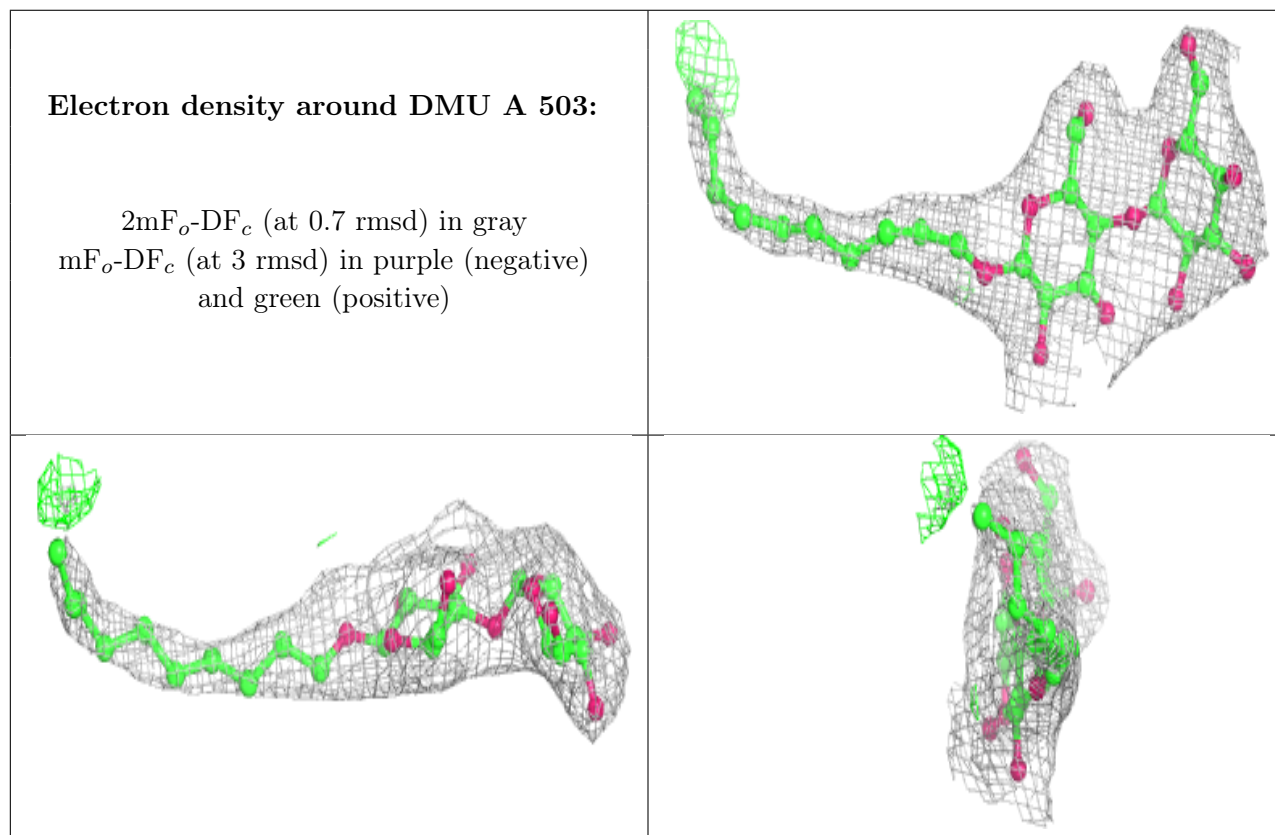 Electron density around DMU A 503:
2mFo-DFc (at 0.7 rmsd) in gray
mFo-DFc (at 3 rmsd) in purple (negative)
and green (positive)